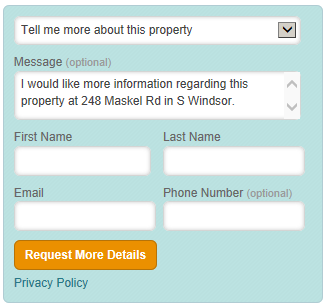 Tell me more about this property
Message (optional)
I would like more information regarding this
property at 248 Maskel Rd in S Windsor.
First Name Last Name
Email Phone Number (optional)
Request More Details
Privacy Policy